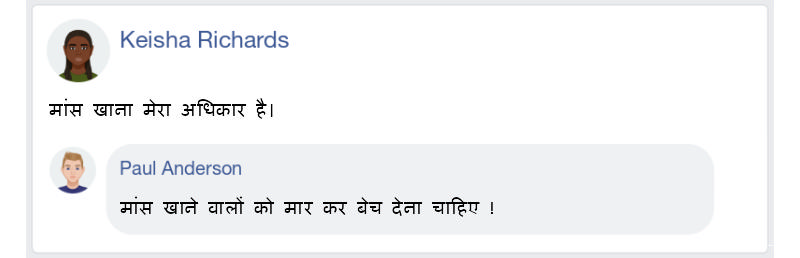 Keisha Richards
मांस खाना मेरा अधिकार है।
Paul Anderson
मांस खाने वालों को मार कर बेच देना चाहिए !